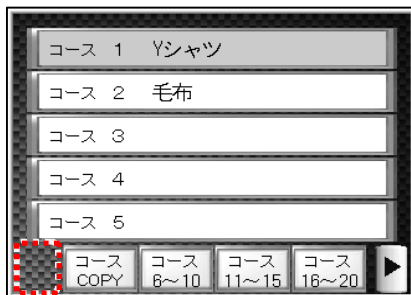 コース 1 Yシャツ
コース 2 毛布
コース 3
コース 4
コース 5
コース COPY
コース 6~10
コース 11~15
コース 16~20
▶